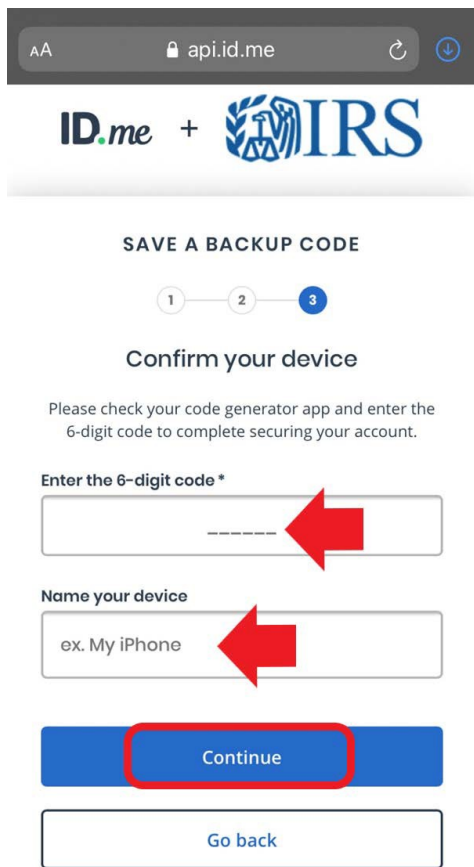 AA api.id.me
ID.me + IRS
SAVE A BACKUP CODE
1 2 3
Confirm your device
Please check your code generator app and enter the
6-digit code to complete securing your account.
Enter the 6-digit code *
______
Name your device
ex. My iPhone
Continue
Go back